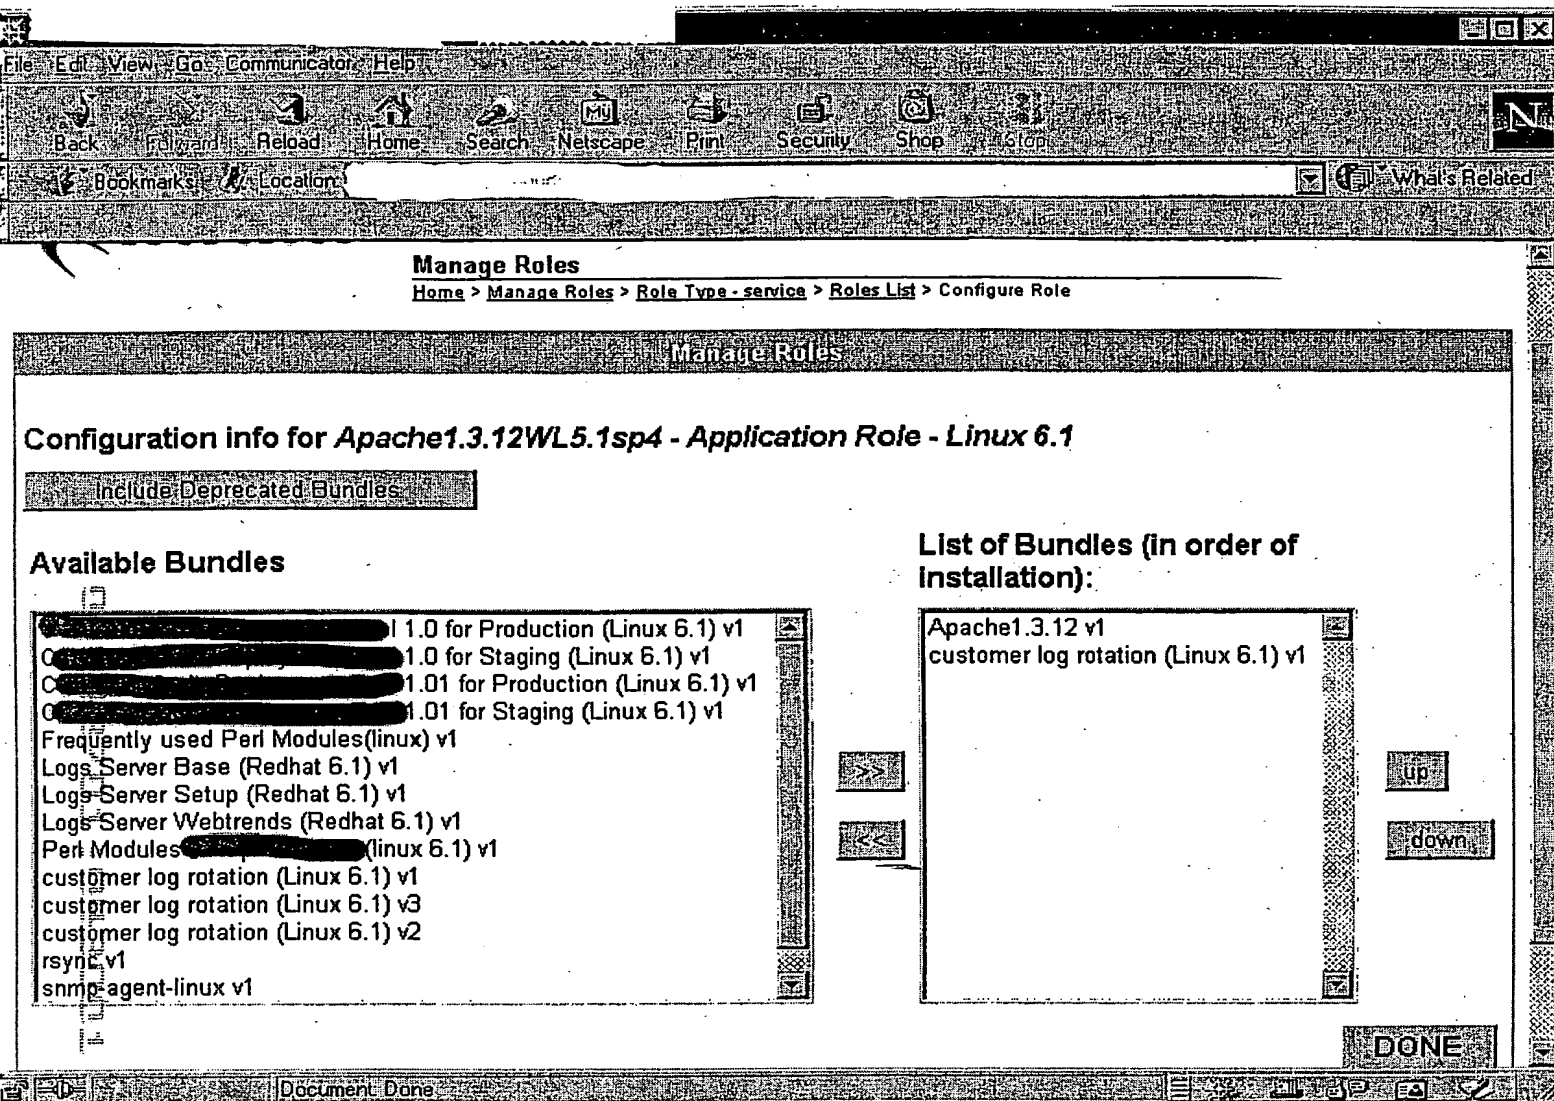 File Edit View Go Communicator Help
Back Forward Reload Home Search Netscape Print Security Shop Stop
My
N
Bookmarks Location: What's Related
Manage Roles
Home > Manage Roles > Role Type - service > Roles List > Configure Role
Manage Roles
Configuration info for Apache1.3.12WL5.1sp4 - Application Role - Linux 6.1
Include Deprecated Bundles
Available Bundles
List of Bundles (in order of
installation):
1.0 for Production (Linux 6.1) v1
1.0 for Staging (Linux 6.1) v1
1.01 for Production (Linux 6.1) v1
1.01 for Staging (Linux 6.1) v1
Frequently used Perl Modules(linux) v1
Logs Server Base (Redhat 6.1) v1
Logs Server Setup (Redhat 6.1) v1
Logs Server Webtrends (Redhat 6.1) v1
Perl Modules (linux 6.1) v1
customer log rotation (Linux 6.1) v1
customer log rotation (Linux 6.1) v3
customer log rotation (Linux 6.1) v2
rsync v1
snmp-agent-linux v1
>>
<<
Apache1.3.12 v1
customer log rotation (Linux 6.1) v1
up
down
DONE
Document: Done